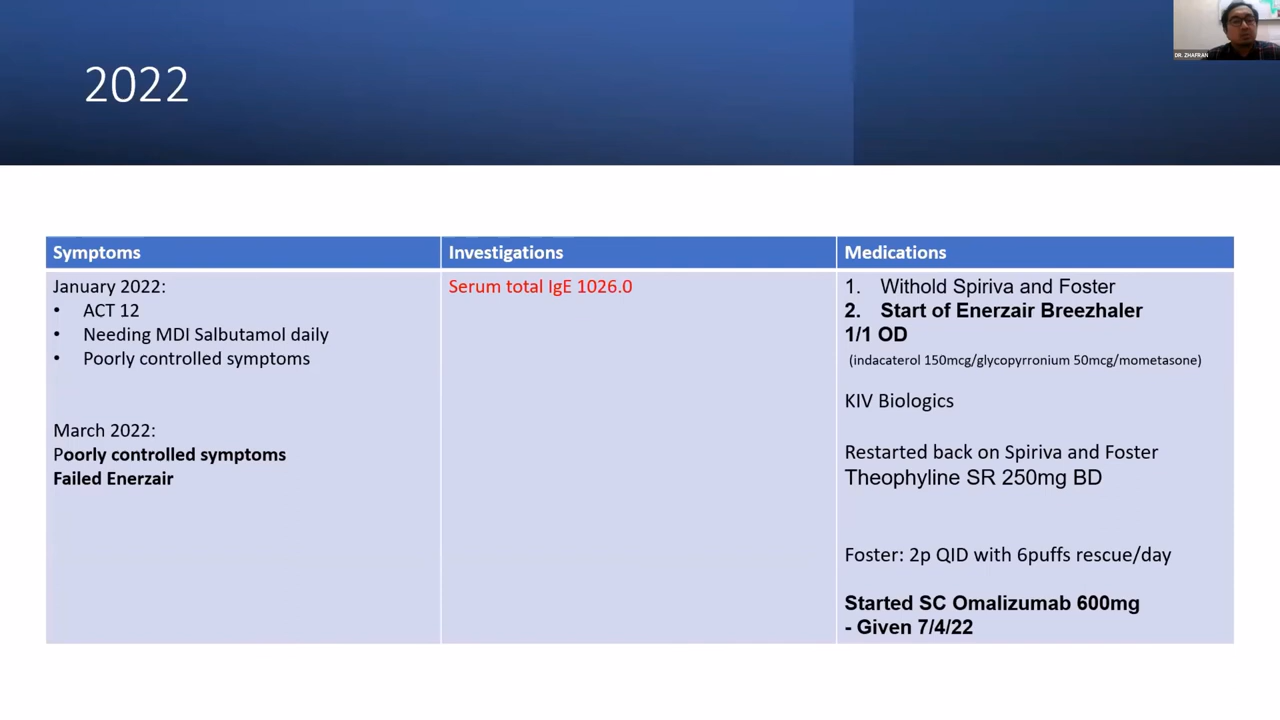 DR. ZHAFRAN
2022
Symptoms
Investigations
Medications
January 2022:
• ACT 12
• Needing MDI Salbutamol daily
• Poorly controlled symptoms
March 2022:
Poorly controlled symptoms
Failed Enerzair
Serum total IgE 1026.0
1. Withold Spiriva and Foster
2. Start of Enerzair Breezhaler
1/1 OD
(indacaterol 150mcg/glycopyrronium 50mcg/mometasone)
KIV Biologics
Restarted back on Spiriva and Foster
Theophyline SR 250mg BD
Foster: 2p QID with 6puffs rescue/day
Started SC Omalizumab 600mg
- Given 7/4/22